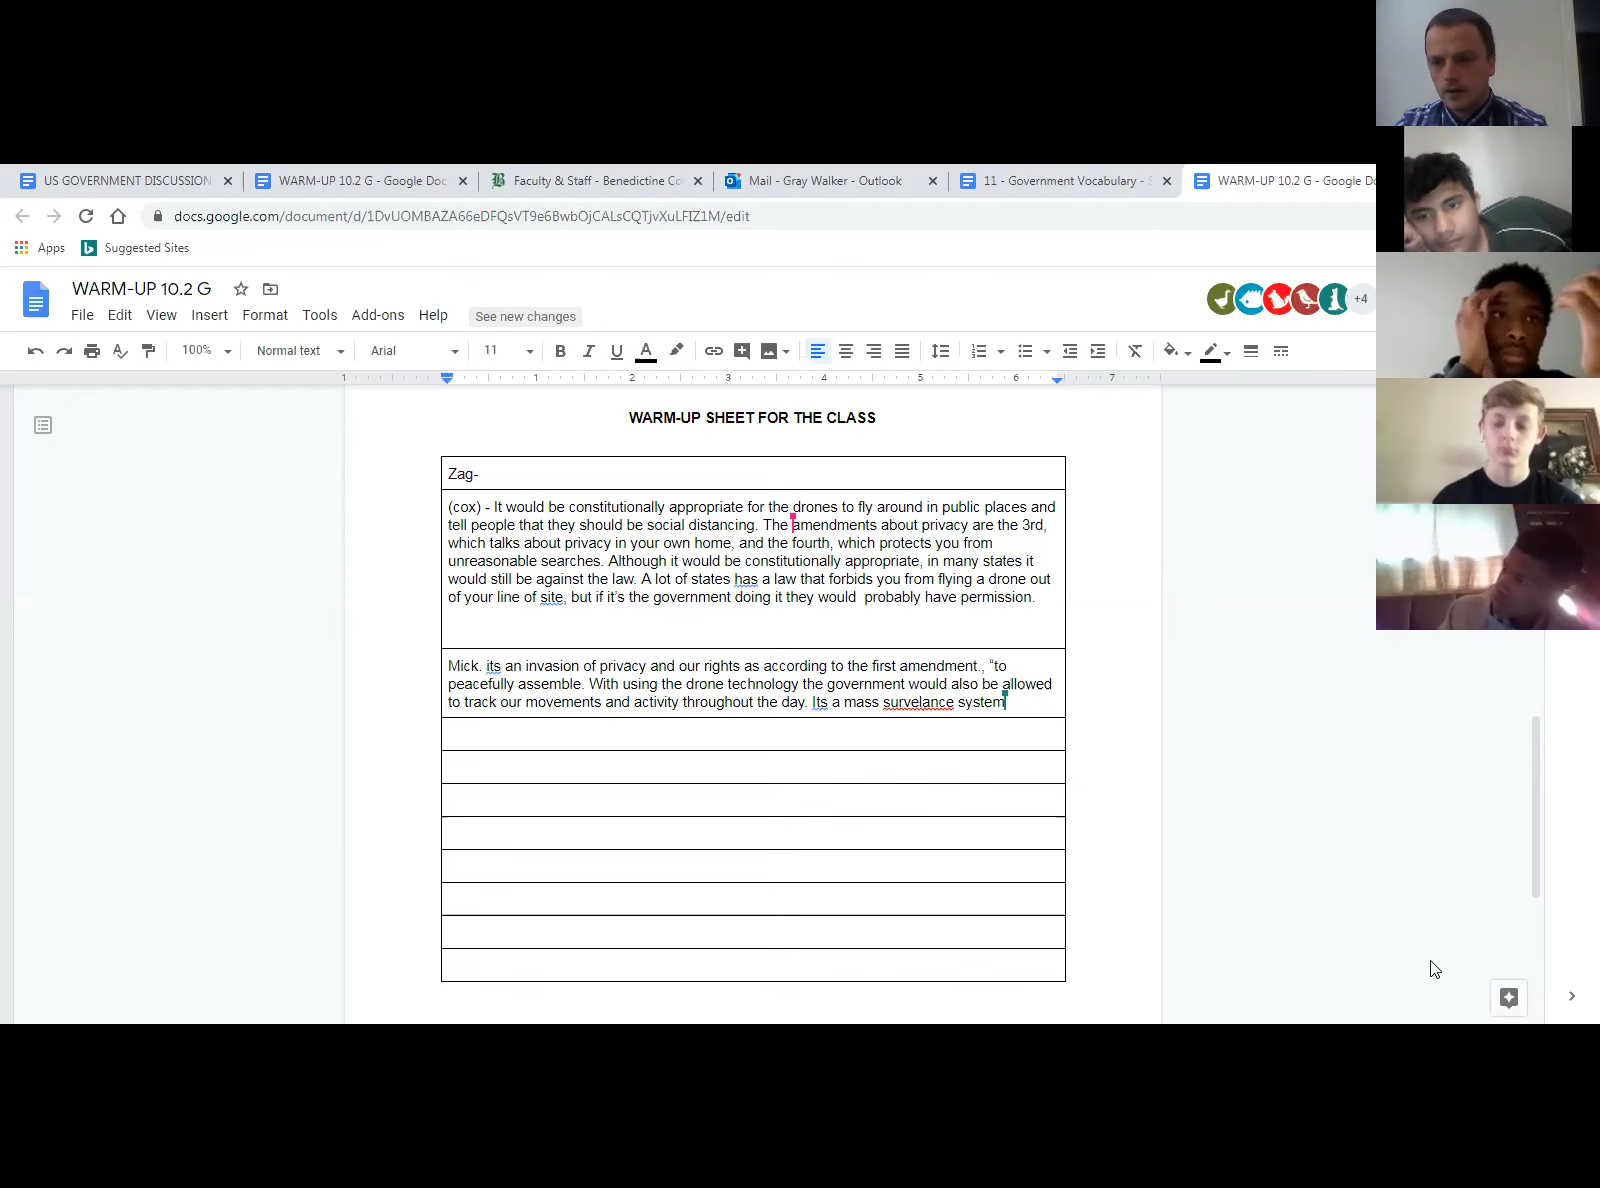 US GOVERNMENT DISCUSSION
WARM-UP 10.2 G - Google Doc
Faculty & Staff - Benedictine Co
Mail - Gray Walker - Outlook
11 - Government Vocabulary - S
WARM-UP 10.2 G - Google Do
docs.google.com/document/d/1DvUOMBAZA66eDFQsVT9e6BwbOjCALsCQTjvXuLFIZ1M/edit
Apps
Suggested Sites
WARM-UP 10.2 G
+4
File Edit View Insert Format Tools Add-ons Help See new changes
100% Normal text Arial 11 B I U A
1 1 2 3 4 5 6 7
WARM-UP SHEET FOR THE CLASS
Zag-
(cox) - It would be constitutionally appropriate for the drones to fly around in public places and
tell people that they should be social distancing. The amendments about privacy are the 3rd,
which talks about privacy in your own home, and the fourth, which protects you from
unreasonable searches. Although it would be constitutionally appropriate, in many states it
would still be against the law. A lot of states has a law that forbids you from flying a drone out
of your line of site, but if it's the government doing it they would  probably have permission.
Mick. its an invasion of privacy and our rights as according to the first amendment., “to
peacefully assemble. With using the drone technology the government would also be allowed
to track our movements and activity throughout the day. Its a mass survelance system